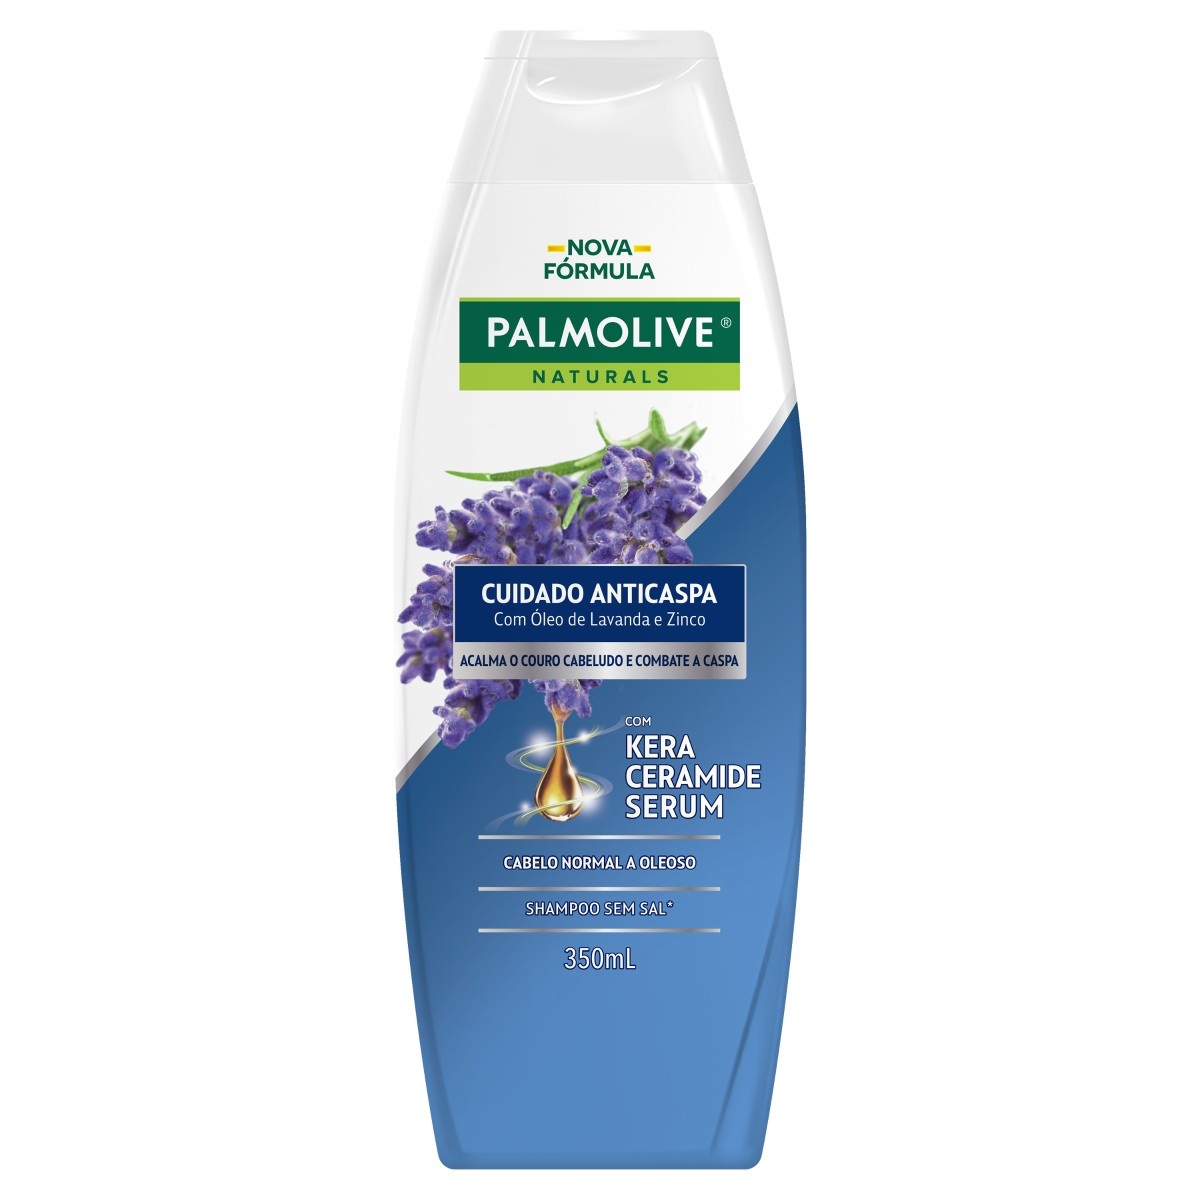 NOVA
FÓRMULA
PALMOLIVE®
NATURALS
CUIDADO ANTICASPA
Com Óleo de Lavanda e Zinco
ACALMA O COURO CABELUDO E COMBATE A CASPA
COM
KERA
CERAMIDE
SERUM
CABELO NORMAL A OLEOSO
SHAMPOO SEM SAL*
350mL